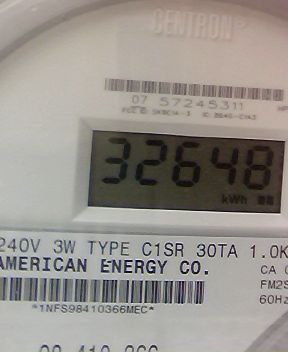 CENTRON®
07 57245311
32648
kWh
240V 3W TYPE C1SR 30TA 1.0K
AMERICAN ENERGY CO.
CA
FM2S
60Hz
*1NFS98410366MEC*